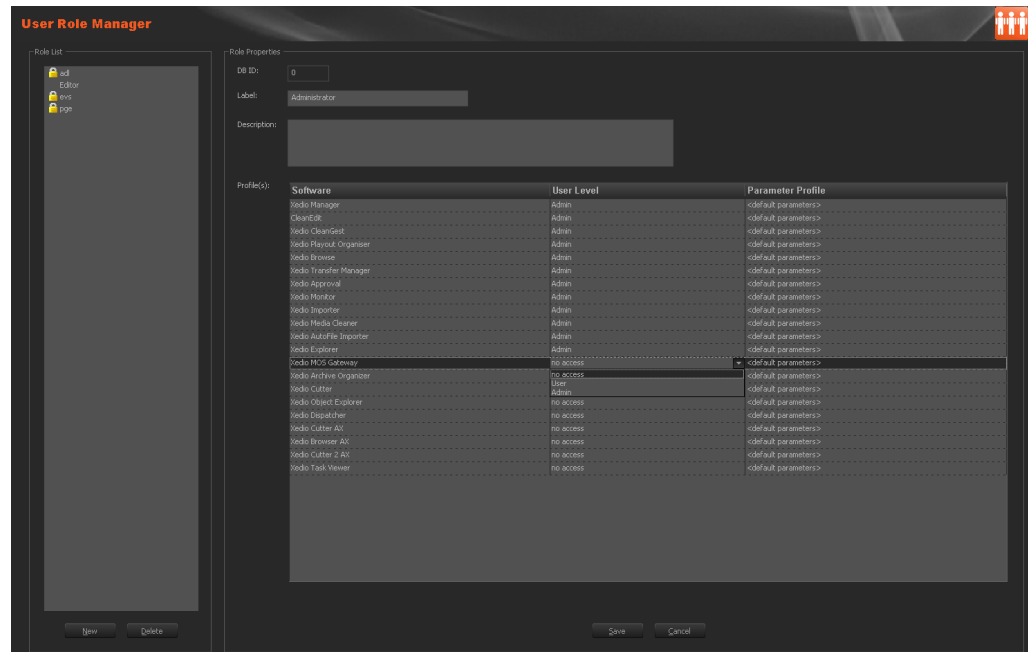 User Role Manager
Role List
adl
Editor
evs
pge
New Delete
Role Properties
DB ID: 0
Label: Administrator
Description:
Profile(s):
Software User Level Parameter Profile
Xedio Manager Admin <default parameters>
CleanEdit Admin <default parameters>
Xedio CleanGest Admin <default parameters>
Xedio Playout Organiser Admin <default parameters>
Xedio Browse Admin <default parameters>
Xedio Transfer Manager Admin <default parameters>
Xedio Approval Admin <default parameters>
Xedio Monitor Admin <default parameters>
Xedio Importer Admin <default parameters>
Xedio Media Cleaner Admin <default parameters>
Xedio AutoFile Importer Admin <default parameters>
Xedio Explorer Admin <default parameters>
Xedio MOS Gateway no access <default parameters>
Xedio Archive Organizer no access <default parameters>
Xedio Cutter User <default parameters>
Admin
Xedio Object Explorer no access <default parameters>
Xedio Dispatcher no access <default parameters>
Xedio Cutter AX no access <default parameters>
Xedio Browser AX no access <default parameters>
Xedio Cutter 2 AX no access <default parameters>
Xedio Task Viewer no access <default parameters>
Save Cancel